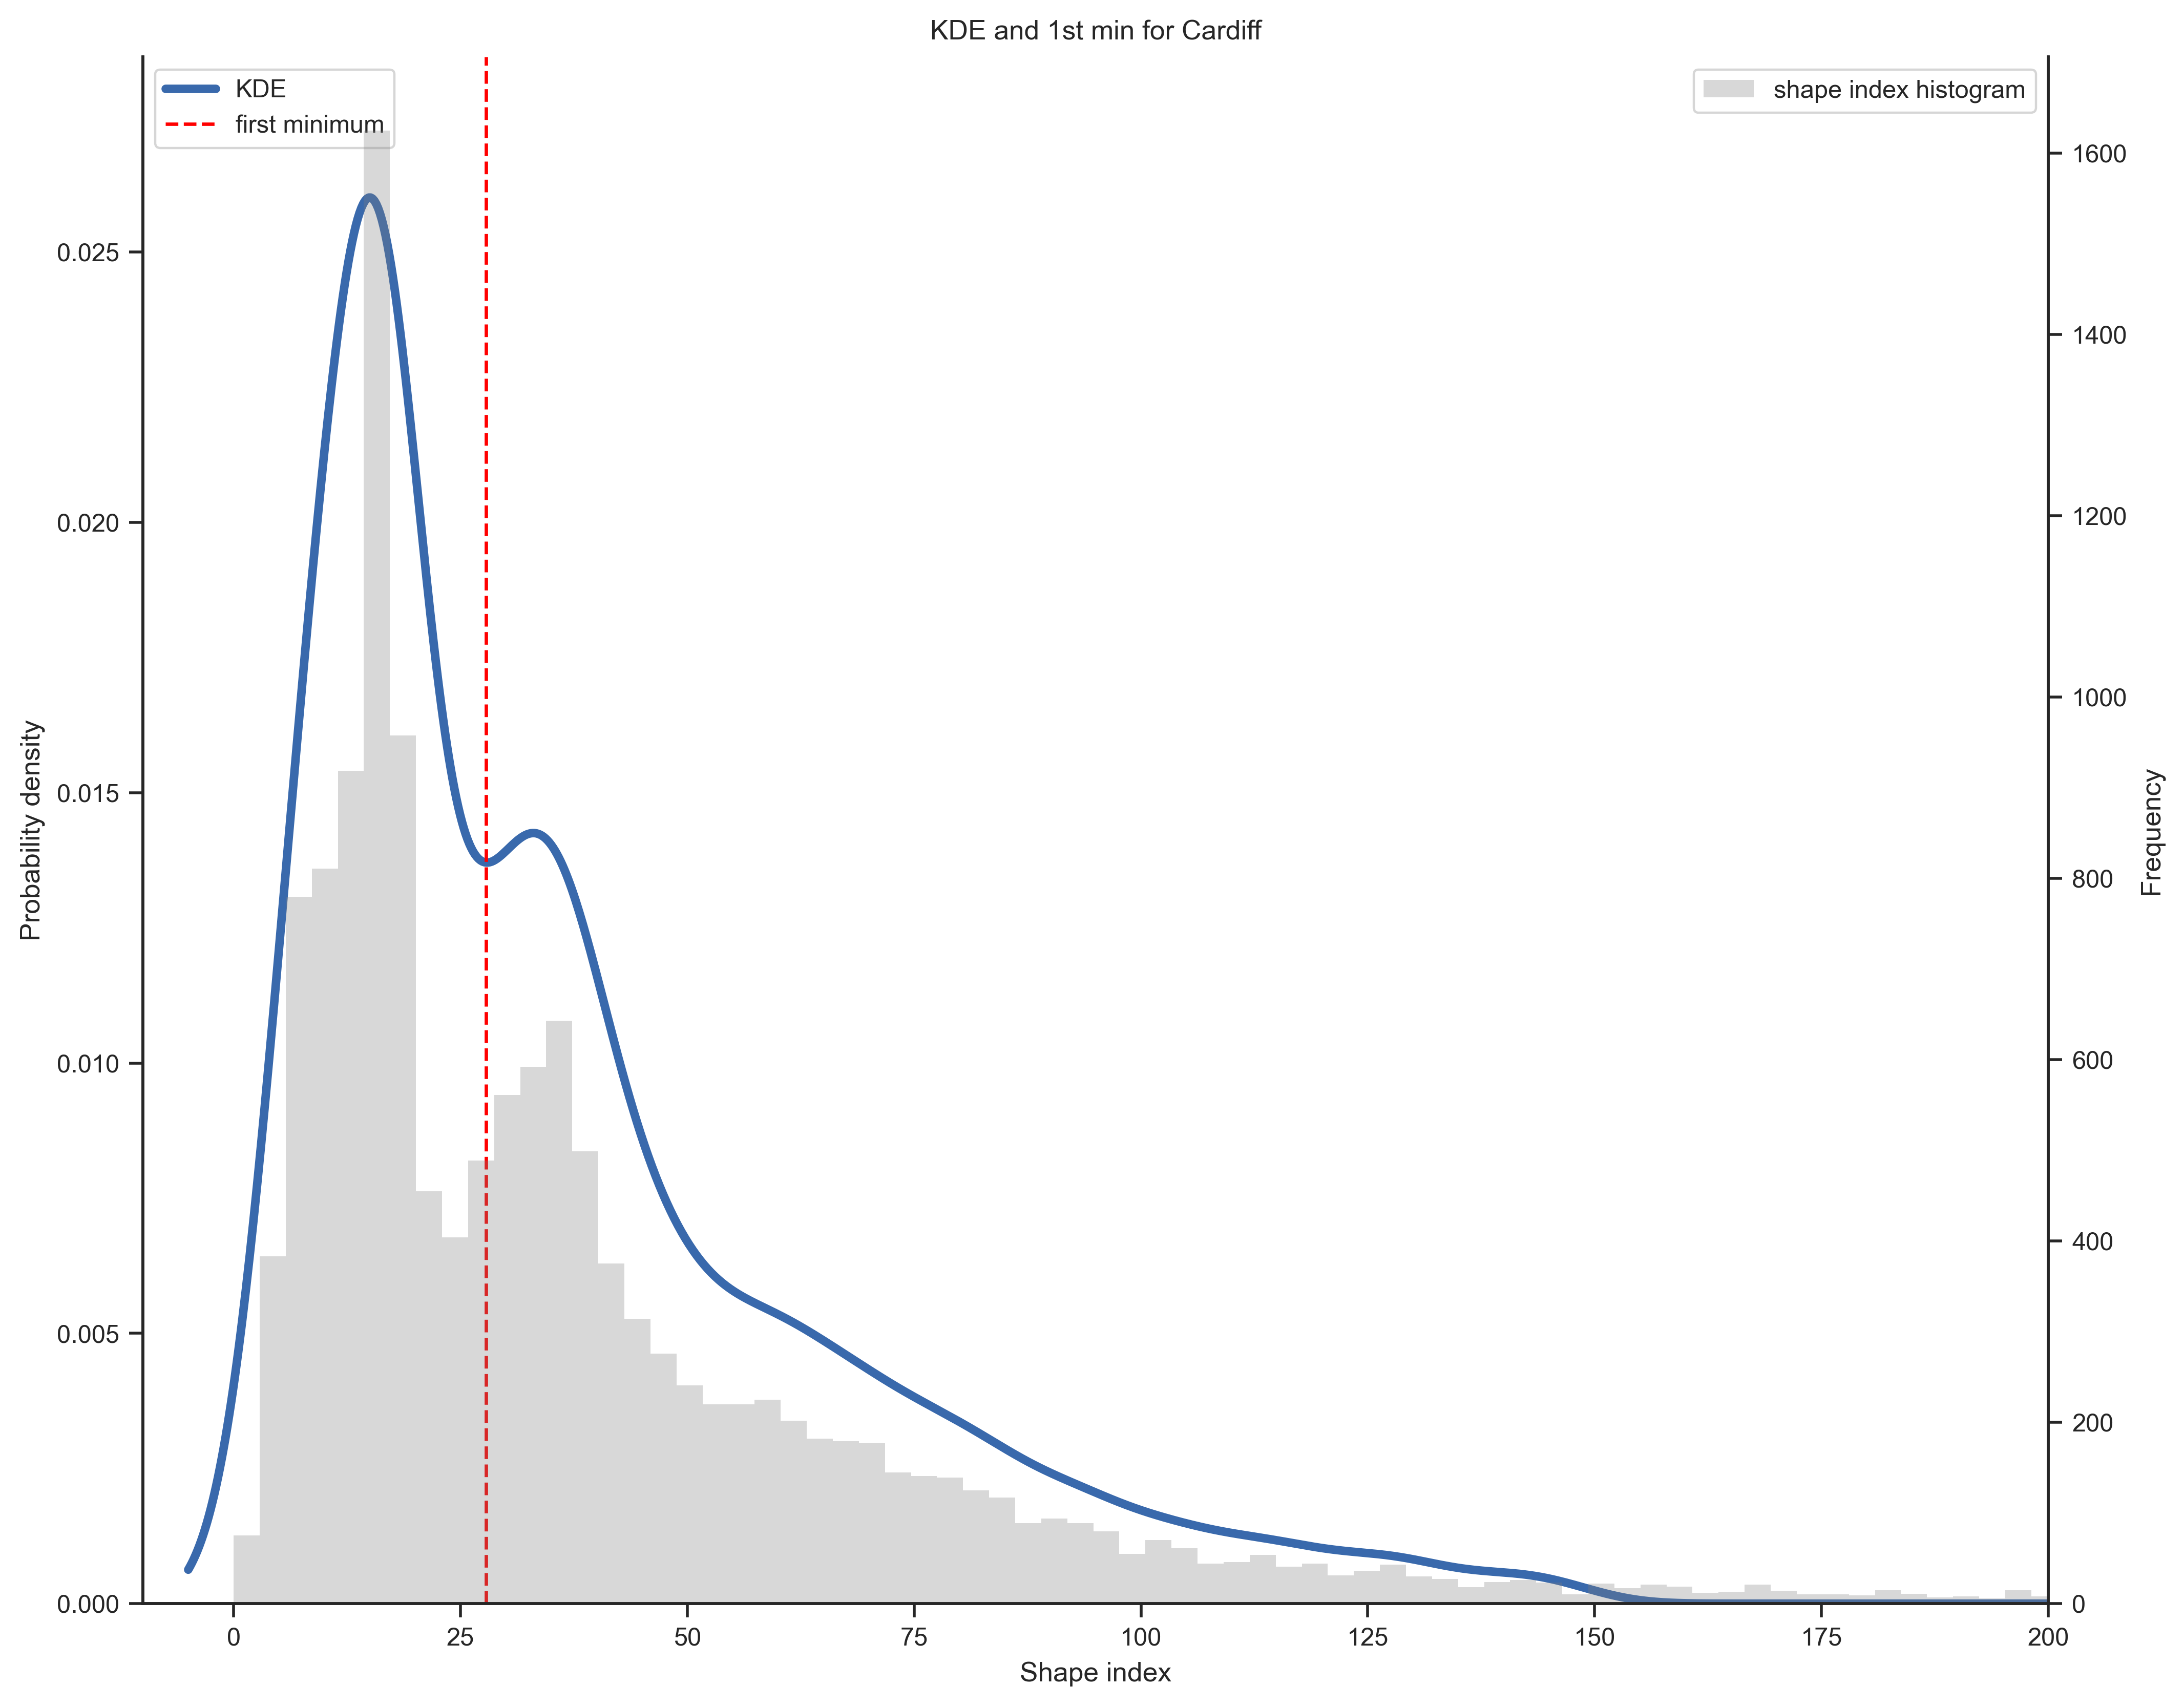 KDE and 1st min for Cardiff
KDE
first minimum
shape index histogram
Probability density
0.025
0.020
0.015
0.010
0.005
0.000
1600
1400
1200
1000
800
600
400
200
0
Frequency
0 25 50 75 100 125 150 175 200
Shape index